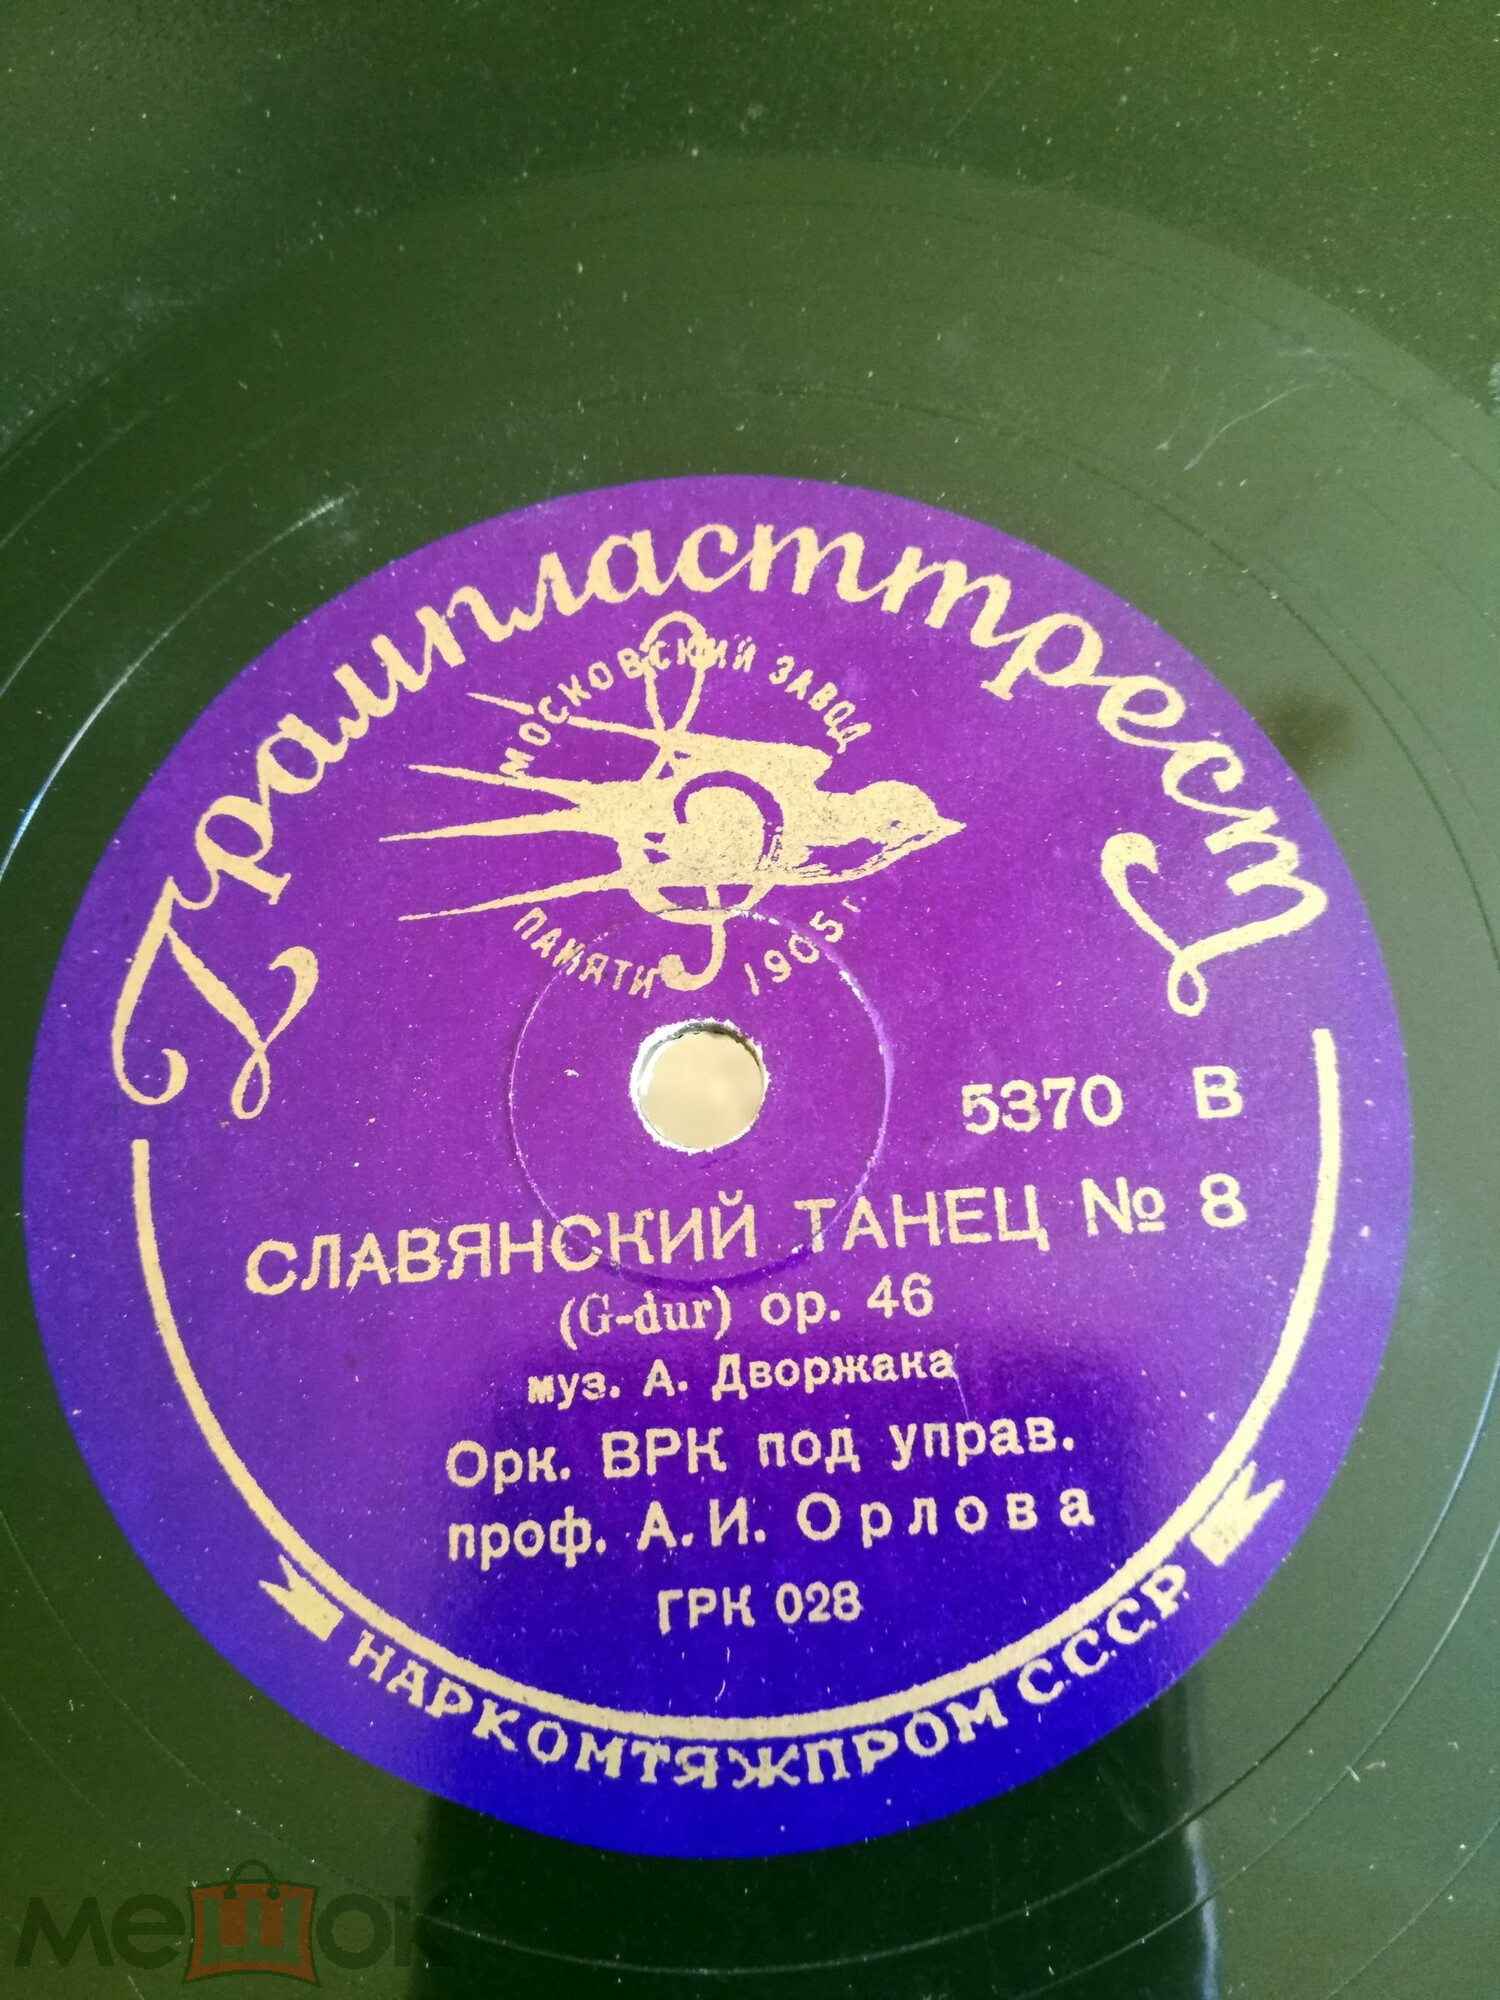 Грампласттрест
МОСКОВСКИЙ ЗАВОД
ПАМЯТИ 1905 г.
5370 В
СЛАВЯНСКИЙ ТАНЕЦ № 8
(G-dur) op. 46
муз. А. Дворжака
Орк. ВРК под управ.
проф. А. И. Орлова
ГРК 028
НАРКОМТЯЖПРОМ С.С.С.Р.
мешок